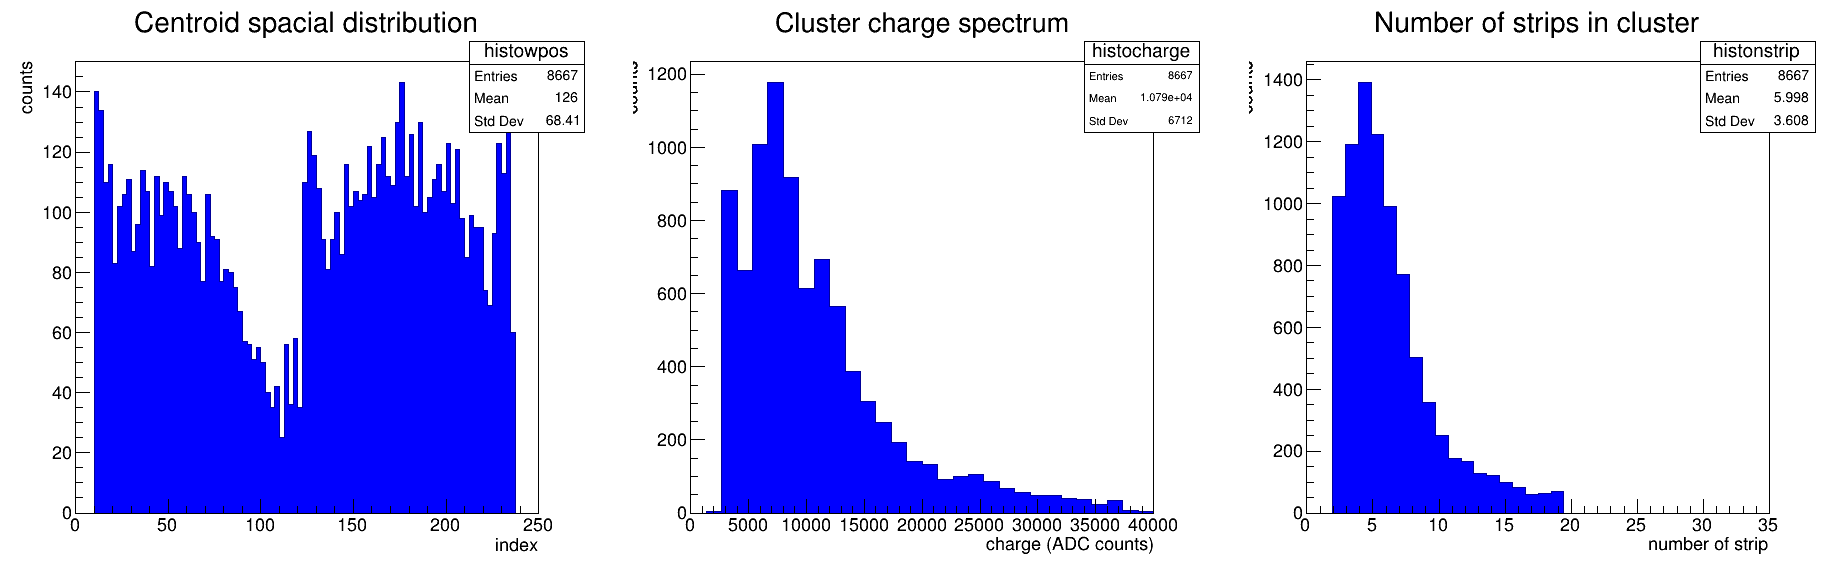 Centroid spacial distribution
counts
histowpos
Entries 8667
Mean 126
Std Dev 68.41
140
120
100
80
60
40
20
0
0 50 100 150 200 250
index
Cluster charge spectrum
histocharge
Entries 8667
Mean 1.079e+04
Std Dev 6712
1200
1000
800
600
400
200
0
0 5000 10000 15000 20000 25000 30000 35000 40000
charge (ADC counts)
Number of strips in cluster
histonstrip
Entries 8667
Mean 5.998
Std Dev 3.608
1400
1200
1000
800
600
400
200
0
0 5 10 15 20 25 30 35
number of strip